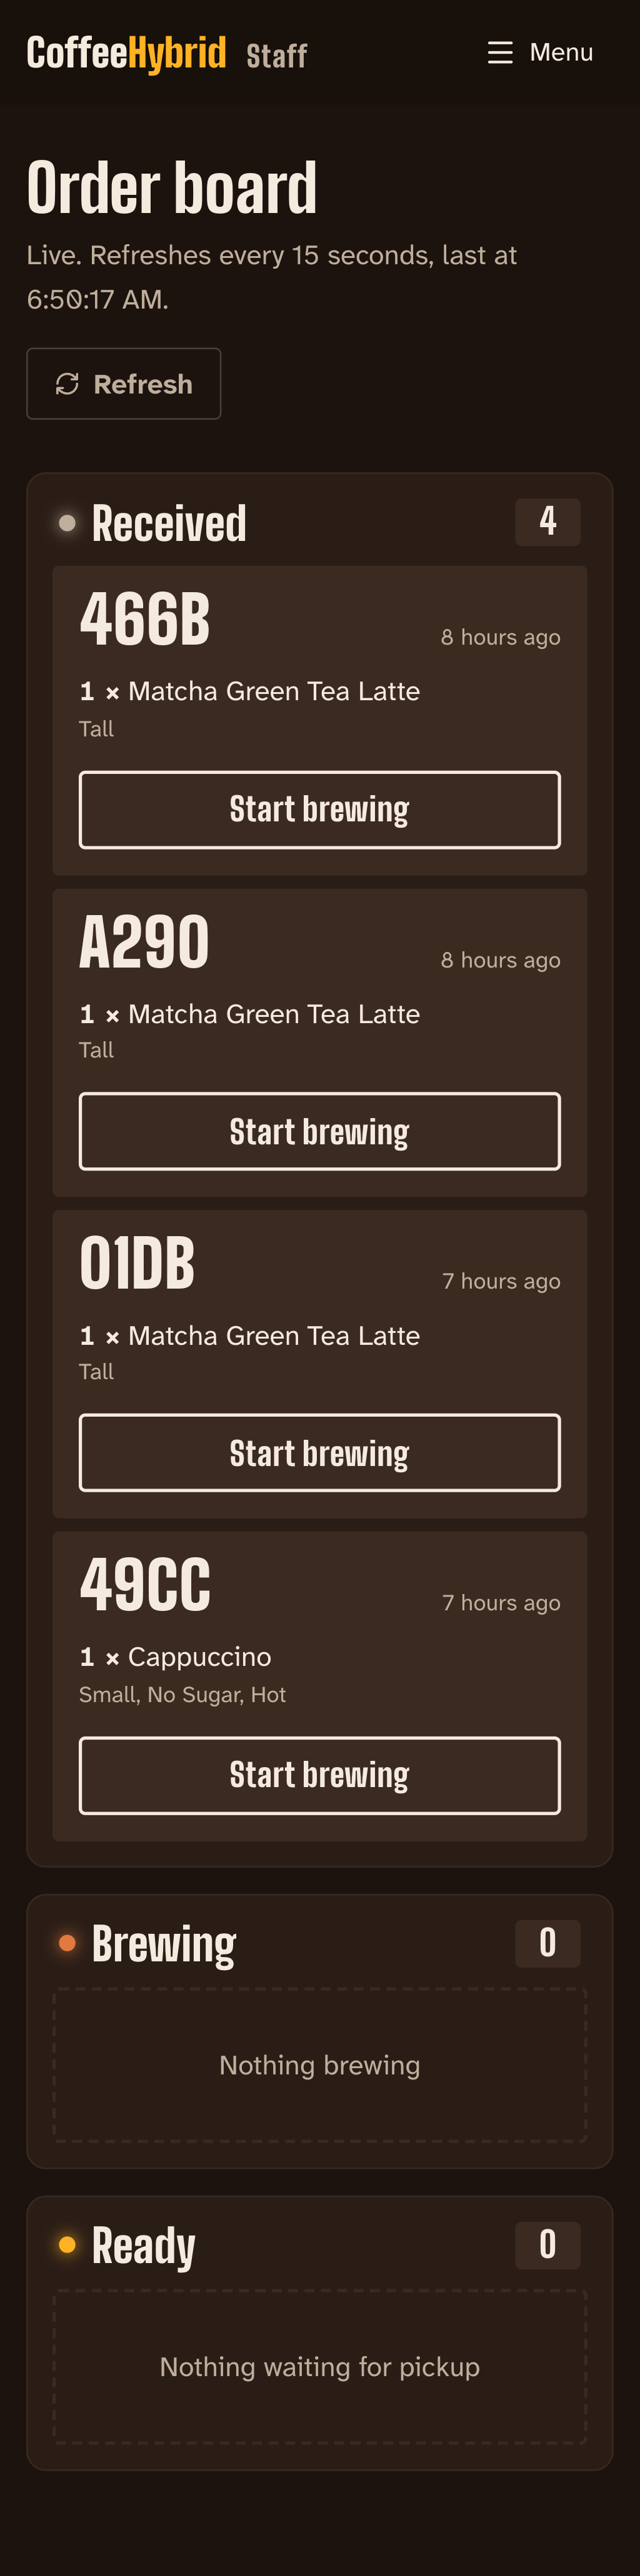 CoffeeHybrid Staff
Menu
Order board
Live. Refreshes every 15 seconds, last at
6:50:17 AM.
Refresh
Received 4
466B 8 hours ago
1 × Matcha Green Tea Latte
Tall
Start brewing
A290 8 hours ago
1 × Matcha Green Tea Latte
Tall
Start brewing
01DB 7 hours ago
1 × Matcha Green Tea Latte
Tall
Start brewing
49CC 7 hours ago
1 × Cappuccino
Small, No Sugar, Hot
Start brewing
Brewing 0
Nothing brewing
Ready 0
Nothing waiting for pickup